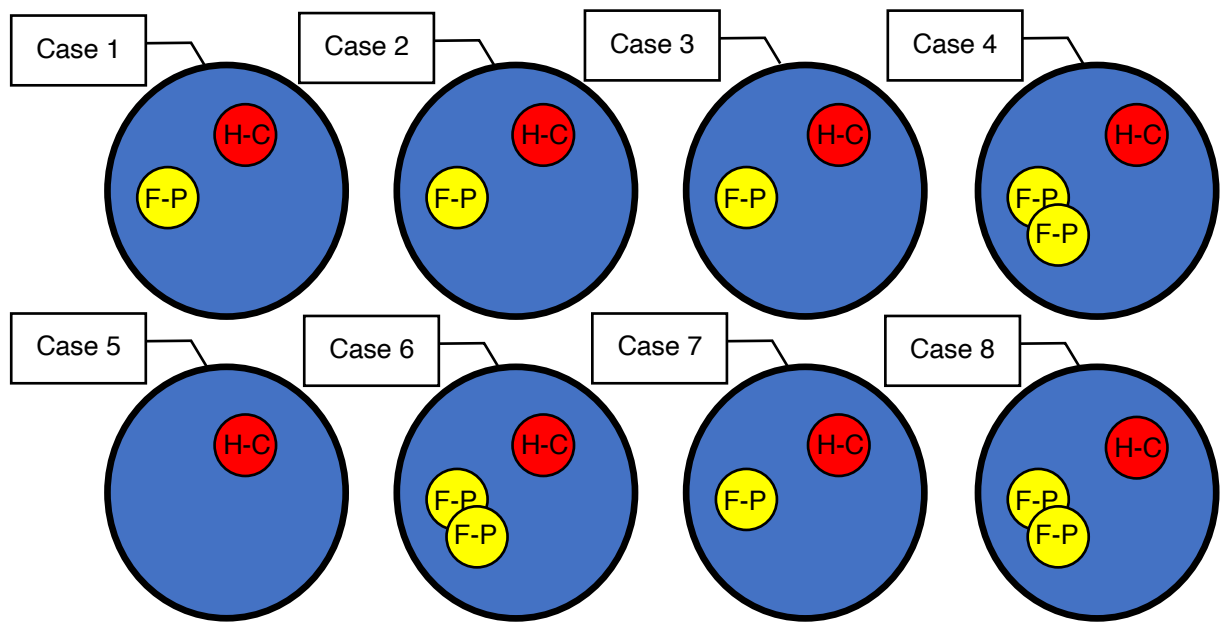 Case 1
Case 2
Case 3
Case 4
H-C
H-C
H-C
H-C
F-P
F-P
F-P
F-P
F-P
Case 5
Case 6
Case 7
Case 8
H-C
H-C
H-C
H-C
F-P
F-P
F-P
F-P
F-P